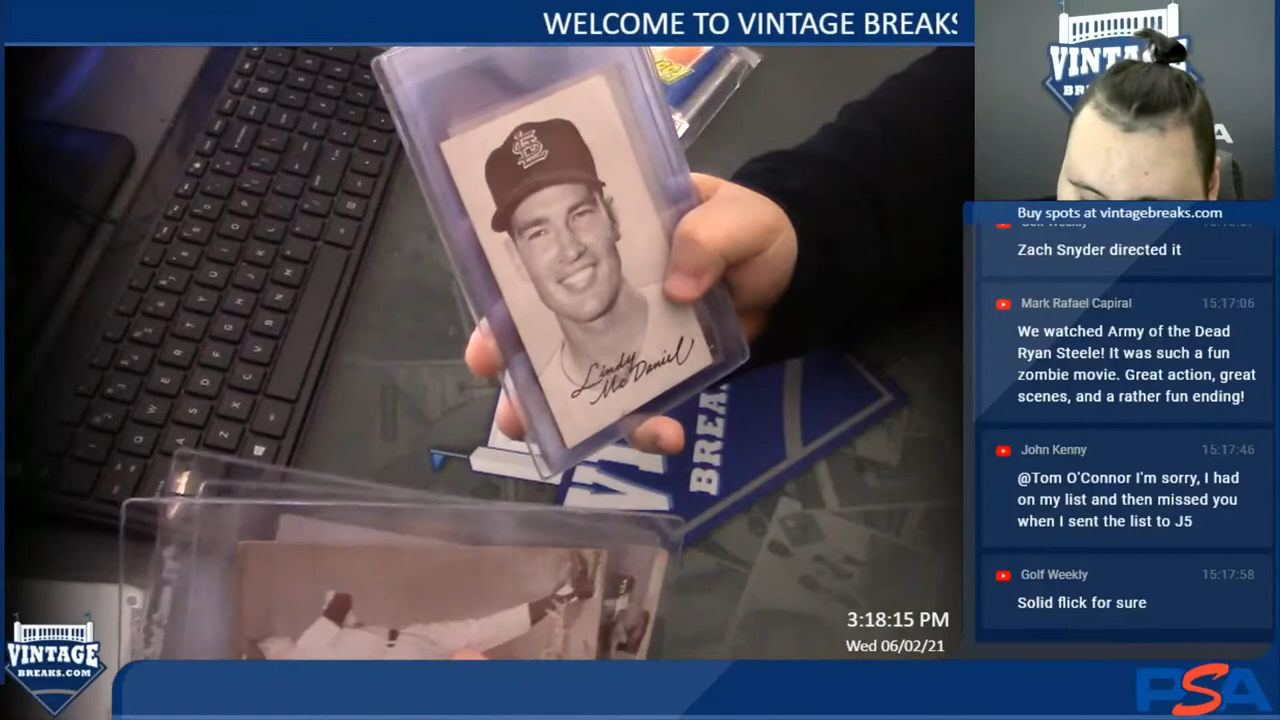 WELCOME TO VINTAGE BREAKS
VINTAGE
Buy spots at vintagebreaks.com
Zach Snyder directed it
Mark Rafael Capiral
15:17:06
We watched Army of the Dead
Ryan Steele! It was such a fun
zombie movie. Great action, great
scenes, and a rather fun ending!
John Kenny
15:17:46
@Tom O'Connor I'm sorry, I had
on my list and then missed you
when I sent the list to J5
Golf Weekly
15:17:58
Solid flick for sure
STL
Lindy
McDaniel
BREA
3:18:15 PM
Wed 06/02/21
VINTAGE
BREAKS.COM
PSA